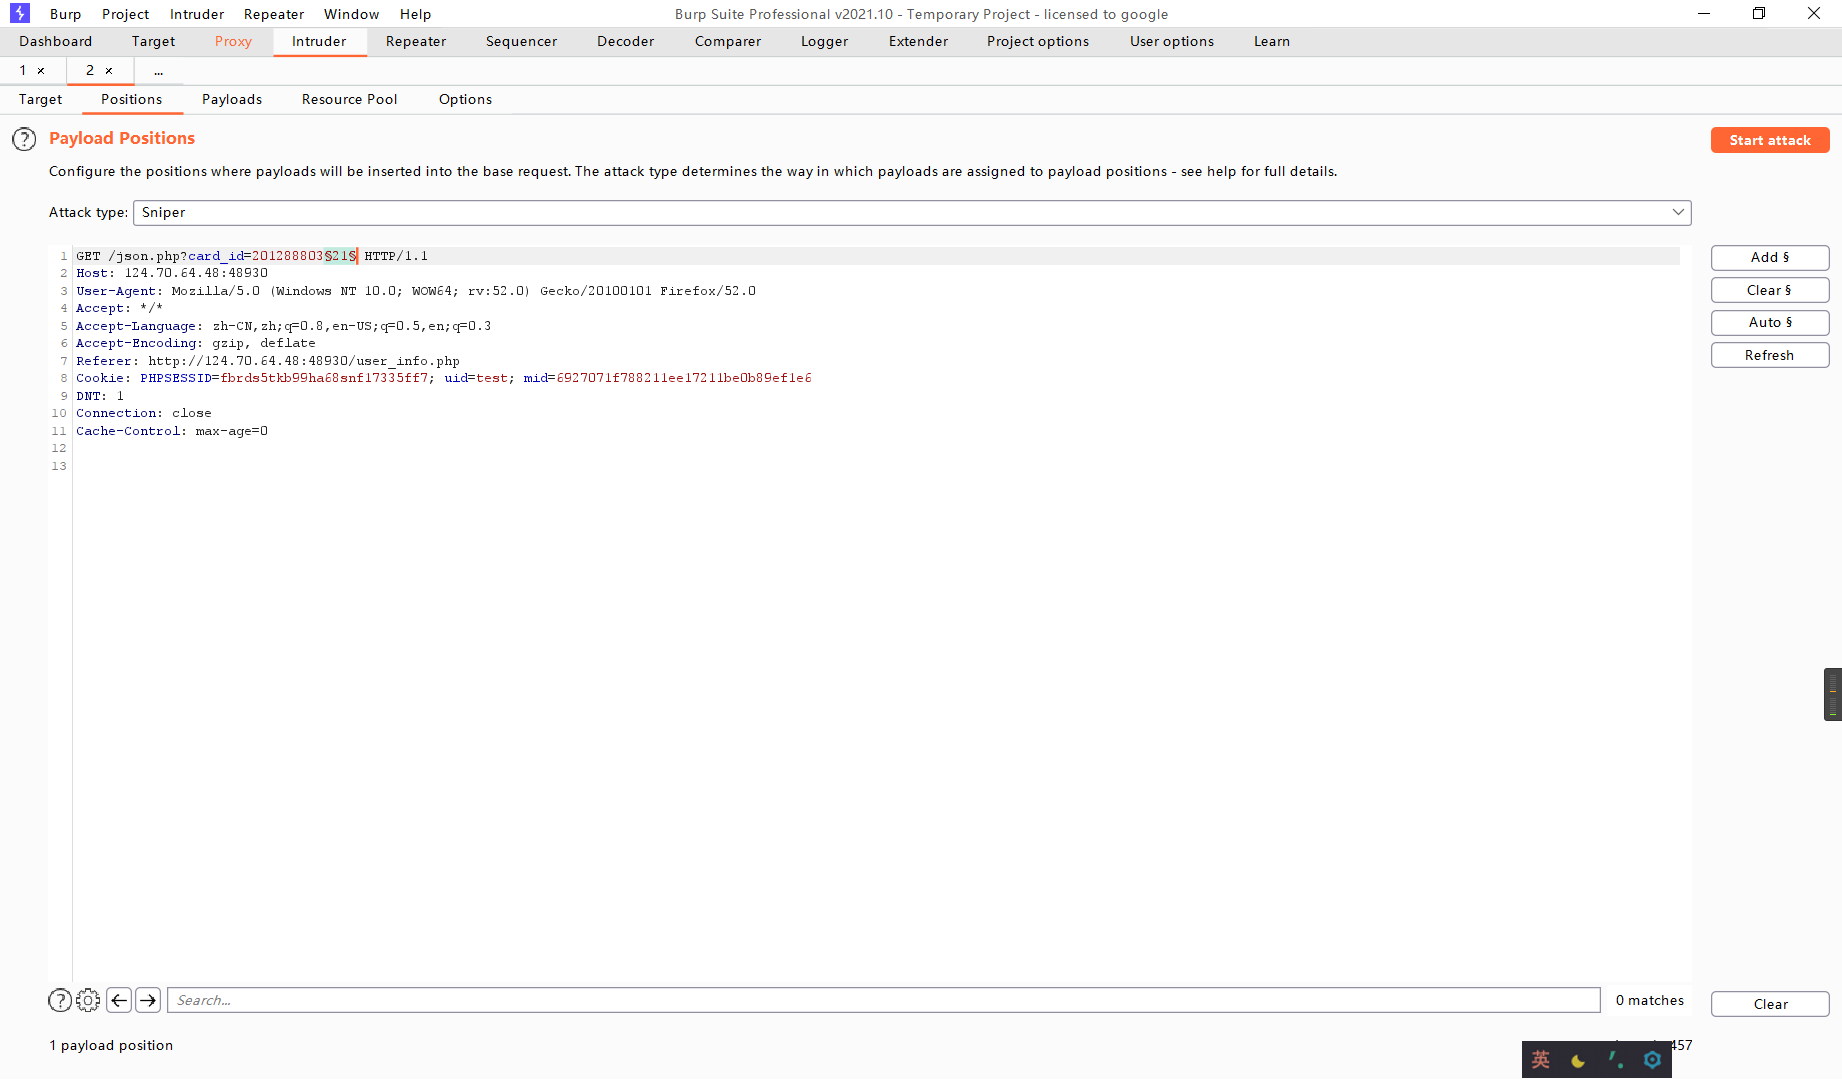 Burp Project Intruder Repeater Window Help Burp Suite Professional v2021.10 - Temporary Project - licensed to google
Dashboard Target Proxy Intruder Repeater Sequencer Decoder Comparer Logger Extender Project options User options Learn
1 × 2 × ...
Target Positions Payloads Resource Pool Options
? Payload Positions Start attack
Configure the positions where payloads will be inserted into the base request. The attack type determines the way in which payloads are assigned to payload positions - see help for full details.
Attack type: Sniper
1 GET /json.php?card_id=201288803§21§ HTTP/1.1
2 Host: 124.70.64.48:48930
3 User-Agent: Mozilla/5.0 (Windows NT 10.0; WOW64; rv:52.0) Gecko/20100101 Firefox/52.0
4 Accept: */*
5 Accept-Language: zh-CN,zh;q=0.8,en-US;q=0.5,en;q=0.3
6 Accept-Encoding: gzip, deflate
7 Referer: http://124.70.64.48:48930/user_info.php
8 Cookie: PHPSESSID=fbrds5tkb99ha68snf17335ff7; uid=test; mid=6927071f788211ee17211be0b89ef1e6
9 DNT: 1
10 Connection: close
11 Cache-Control: max-age=0
12
13
Add §
Clear §
Auto §
Refresh
? Search... 0 matches Clear
1 payload position 457
英